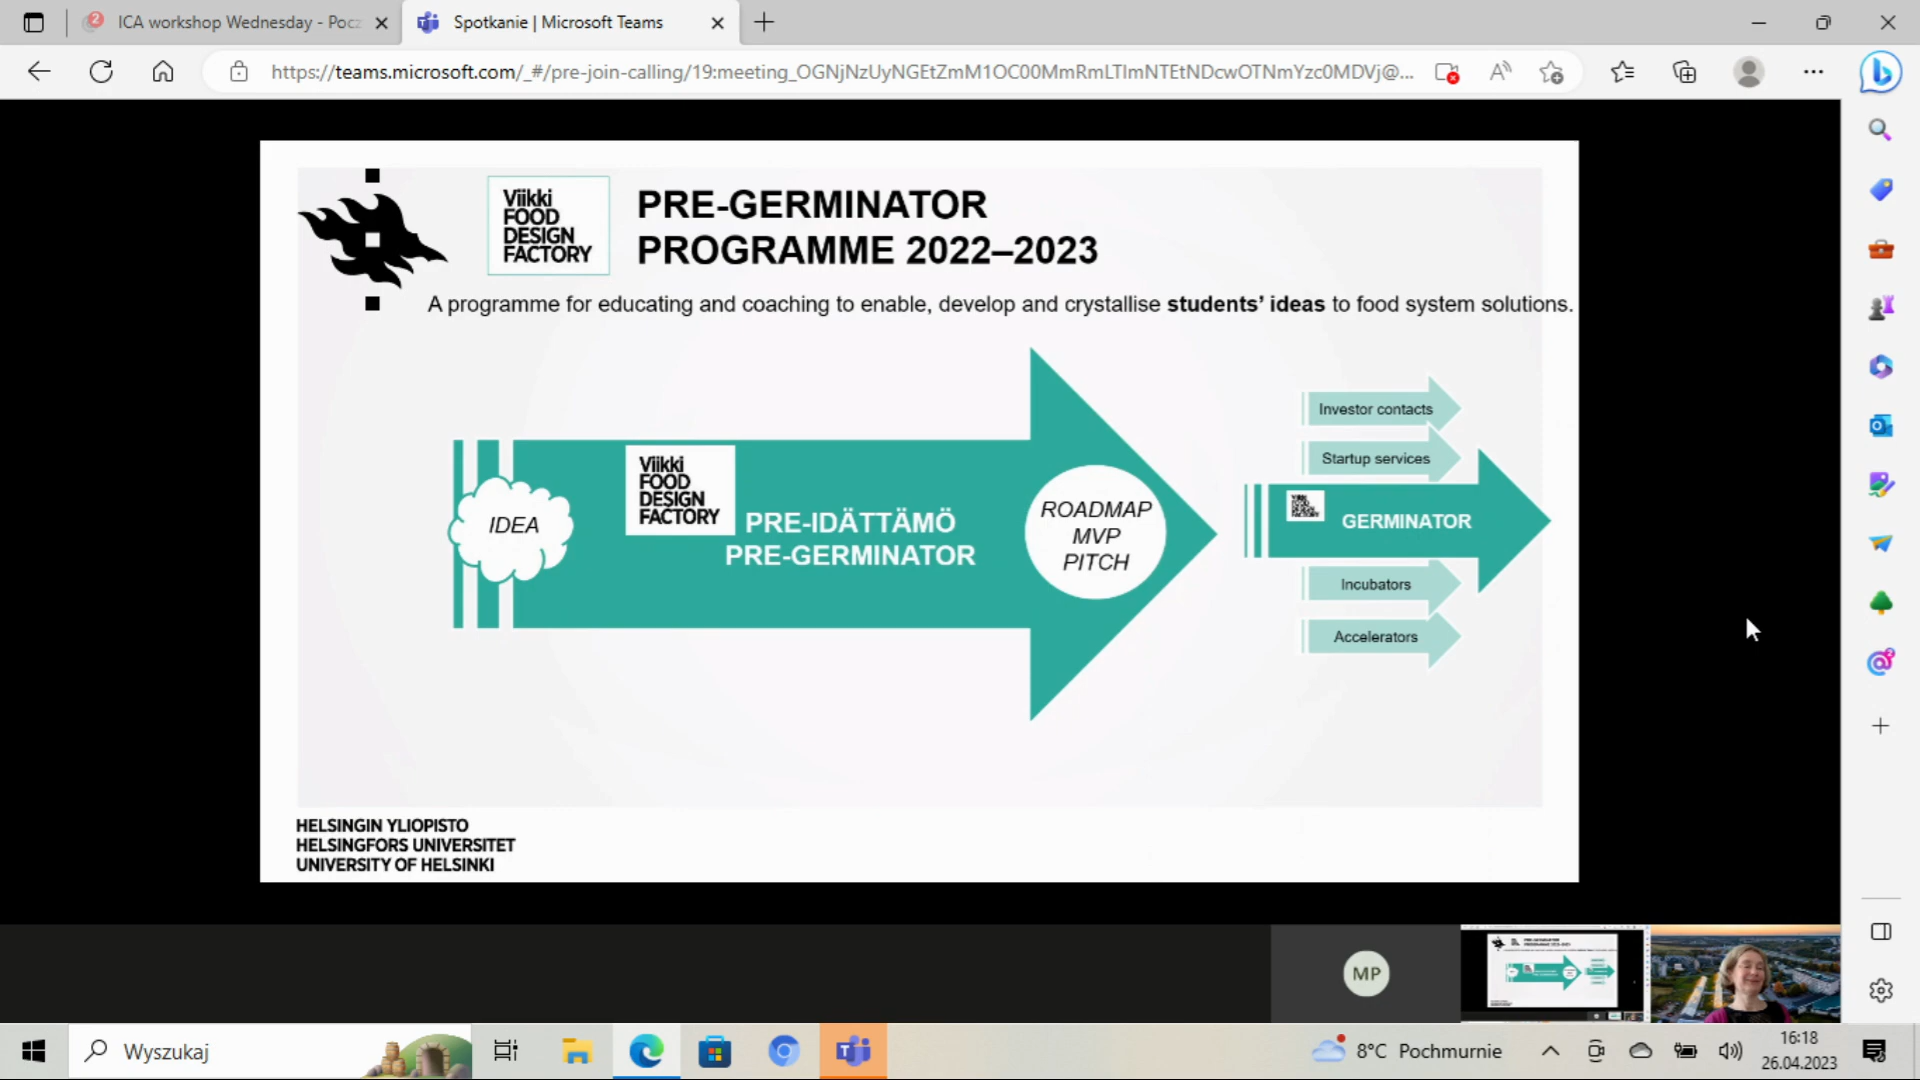 ICA workshop Wednesday - Pocz
Spotkanie | Microsoft Teams
https://teams.microsoft.com/_#/pre-join-calling/19:meeting_OGNjNzUyNGEtZmM1OC00MmRmLTlmNTEtNDcwOTNmYzc0MDVj@...
Viikki
FOOD
DESIGN
FACTORY
PRE-GERMINATOR
PROGRAMME 2022–2023
A programme for educating and coaching to enable, develop and crystallise students' ideas to food system solutions.
IDEA
Viikki
FOOD
DESIGN
FACTORY
PRE-IDÄTTÄMÖ
PRE-GERMINATOR
ROADMAP
MVP
PITCH
Investor contacts
Startup services
GERMINATOR
Incubators
Accelerators
HELSINGIN YLIOPISTO
HELSINGFORS UNIVERSITET
UNIVERSITY OF HELSINKI
MP
Wyszukaj
8°C Pochmurnie
16:18
26.04.2023